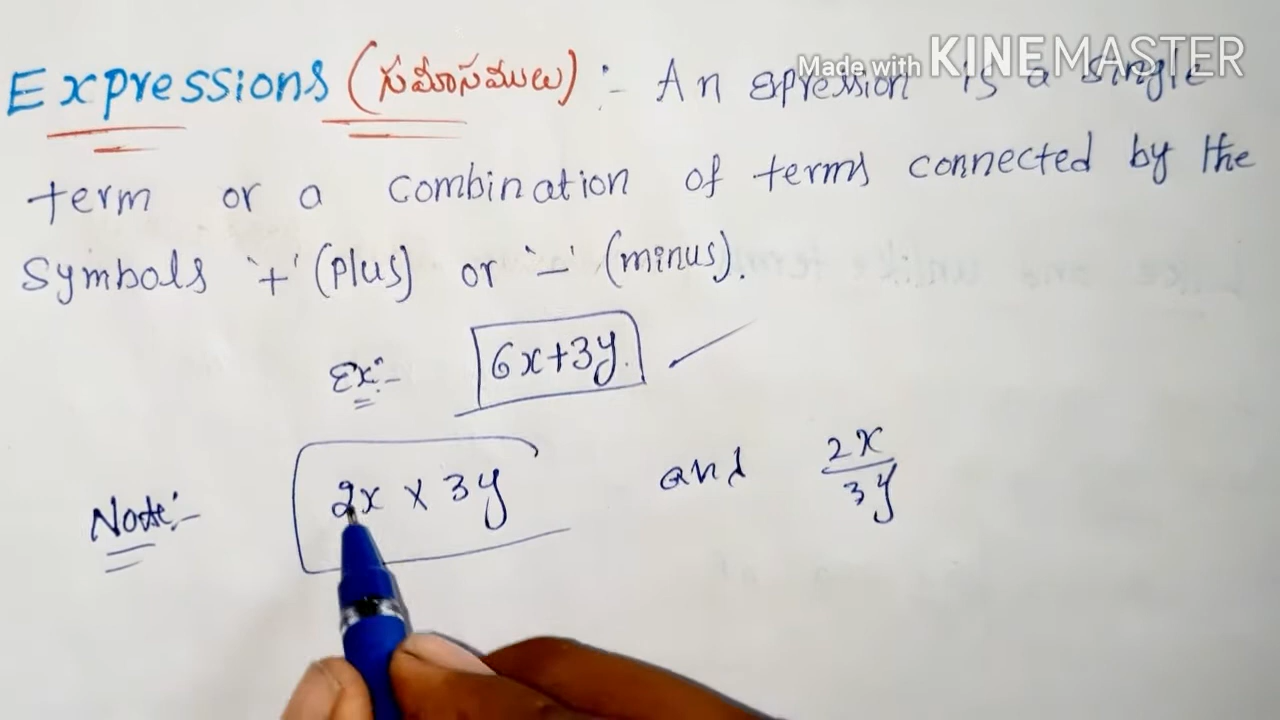 Made with KINEMASTER
Expressions (సమాసములు) :- An expression is a single
term or a combination of terms connected by the
symbols '+' (plus) or '-' (minus).
Ex:- 6x+3y.
Note:- 2x × 3y and 2x/3y